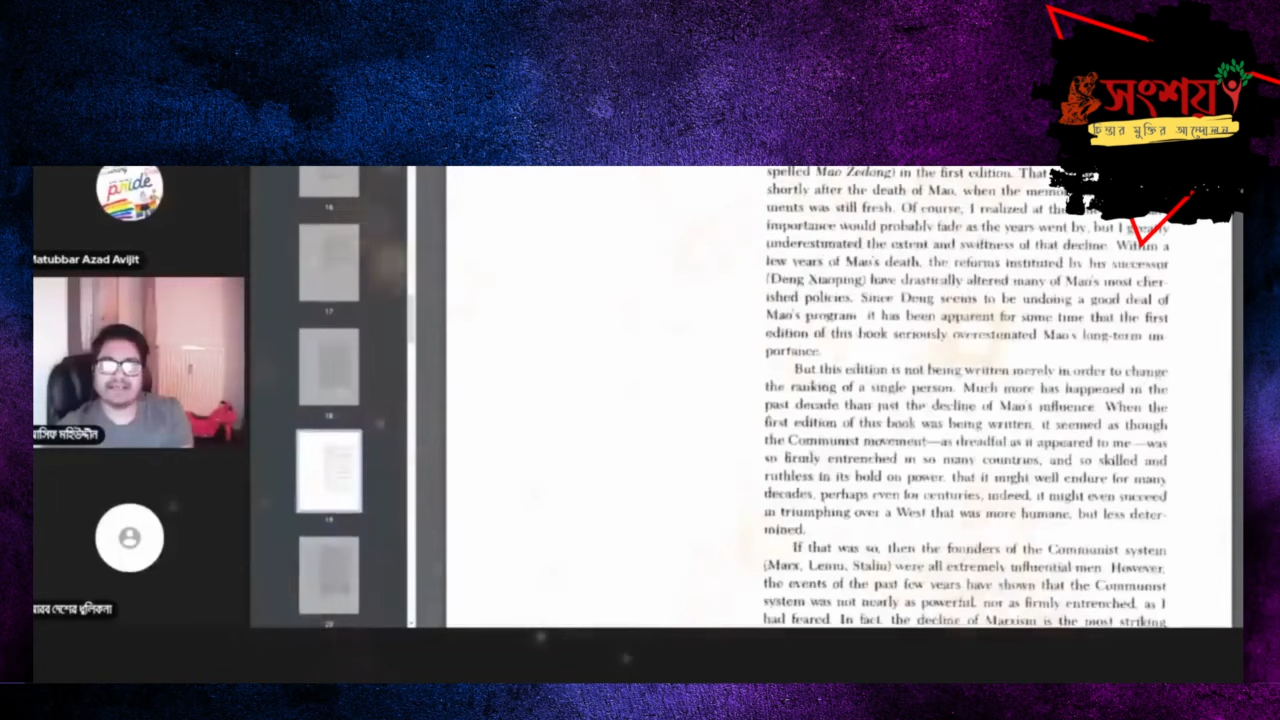 সংশয়
চিন্তার মুক্তির আন্দোলন
pride
Matubbar Azad Avijit
আসিফ মহিউদ্দীন
আরব দেশের ধুলিকনা
16
17
18
19
20
spelled Mao Zedong) in the first edition. That
shortly after the death of Mao, when the
ments was still fresh. Of course, I realized at
importance would probably fade as the years went by, but I greatly
underestimated the extent and swiftness of that decline. Within a
few years of Mao's death, the reforms instituted by his successor
(Deng Xiaoping) have drastically altered many of Mao's most cher-
ished policies. Since Deng seems to be undoing a good deal of
Mao's program, it has been apparent for some time that the first
edition of this book seriously overestimated Mao's long-term im-
portance.
But this edition is not being written merely in order to change
the ranking of a single person. Much more has happened in the
past decade than just the decline of Mao's influence. When the
first edition of this book was being written, it seemed as though
the Communist movement—as dreadful as it appeared to me—was
so firmly entrenched in so many countries, and so skilled and
ruthless in its hold on power, that it might well endure for many
decades, perhaps even for centuries, indeed, it might even succeed
in triumphing over a West that was more humane, but less deter-
mined.
If that was so, then the founders of the Communist system
(Marx, Lenin, Stalin) were all extremely influential men. However,
the events of the past few years have shown that the Communist
system was not nearly as powerful, nor as firmly entrenched, as I
had feared. In fact, the decline of Marxism is the most striking